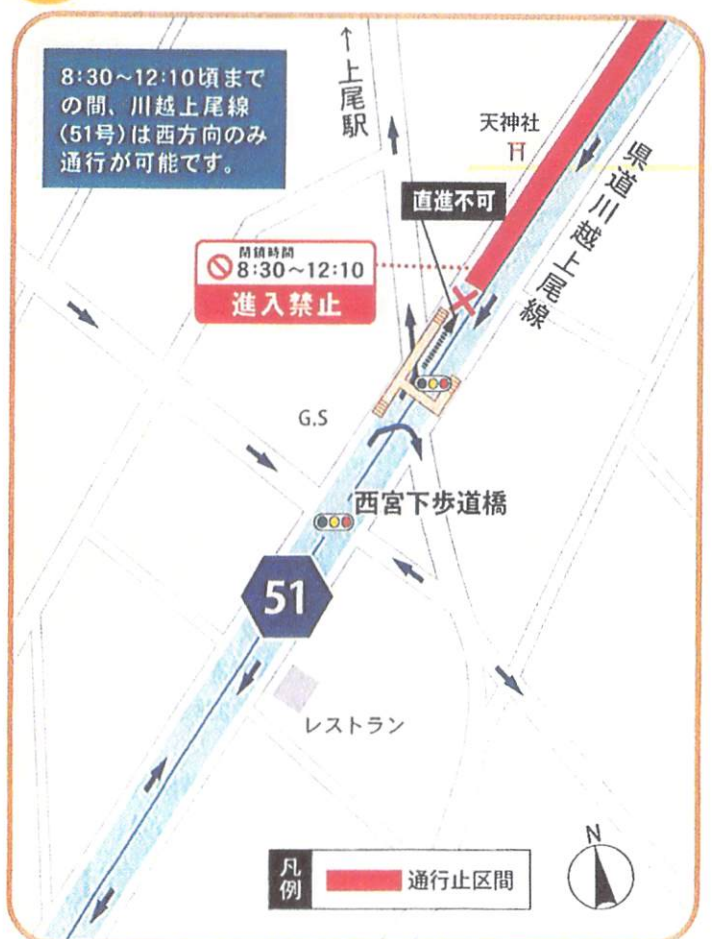 8:30～12:10頃まで
の間、川越上尾線
(51号)は西方向のみ
通行が可能です。
↑上尾駅
天神社
県道川越上尾線
直進不可
閉鎖時間
8:30～12:10
進入禁止
G.S
西宮下歩道橋
51
レストラン
凡例
通行止区間
N